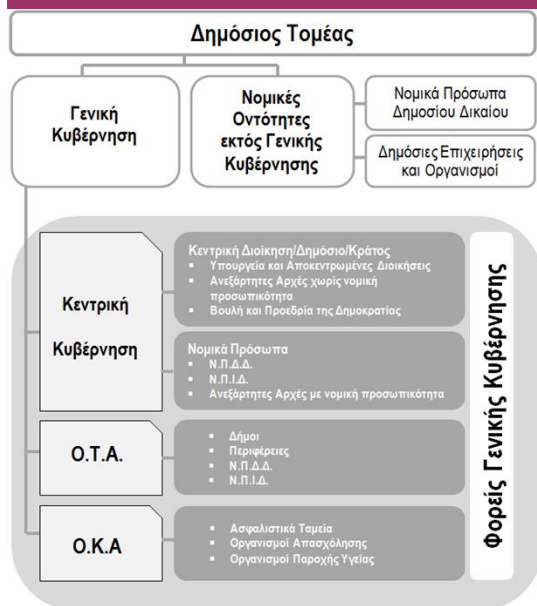 Δημόσιος Τομέας
Γενική
Κυβέρνηση
Νομικές
Οντότητες
εκτός Γενικής
Κυβέρνησης
Νομικά Πρόσωπα
Δημοσίου Δικαίου
Δημόσιες Επιχειρήσεις
και Οργανισμοί
Κεντρική
Κυβέρνηση
Κεντρική Διοίκηση/Δημόσιο/Κράτος
▪ Υπουργεία και Αποκεντρωμένες Διοικήσεις
▪ Ανεξάρτητες Αρχές χωρίς νομική
προσωπικότητα
▪ Βουλή και Προεδρία της Δημοκρατίας
Νομικά Πρόσωπα
▪ Ν.Π.Δ.Δ.
▪ Ν.Π.Ι.Δ.
▪ Ανεξάρτητες Αρχές με νομική προσωπικότητα
Ο.Τ.Α.
▪ Δήμοι
▪ Περιφέρειες
▪ Ν.Π.Δ.Δ.
▪ Ν.Π.Ι.Δ.
Ο.Κ.Α
▪ Ασφαλιστικά Ταμεία
▪ Οργανισμοί Απασχόλησης
▪ Οργανισμοί Παροχής Υγείας
Φορείς Γενικής Κυβέρνησης